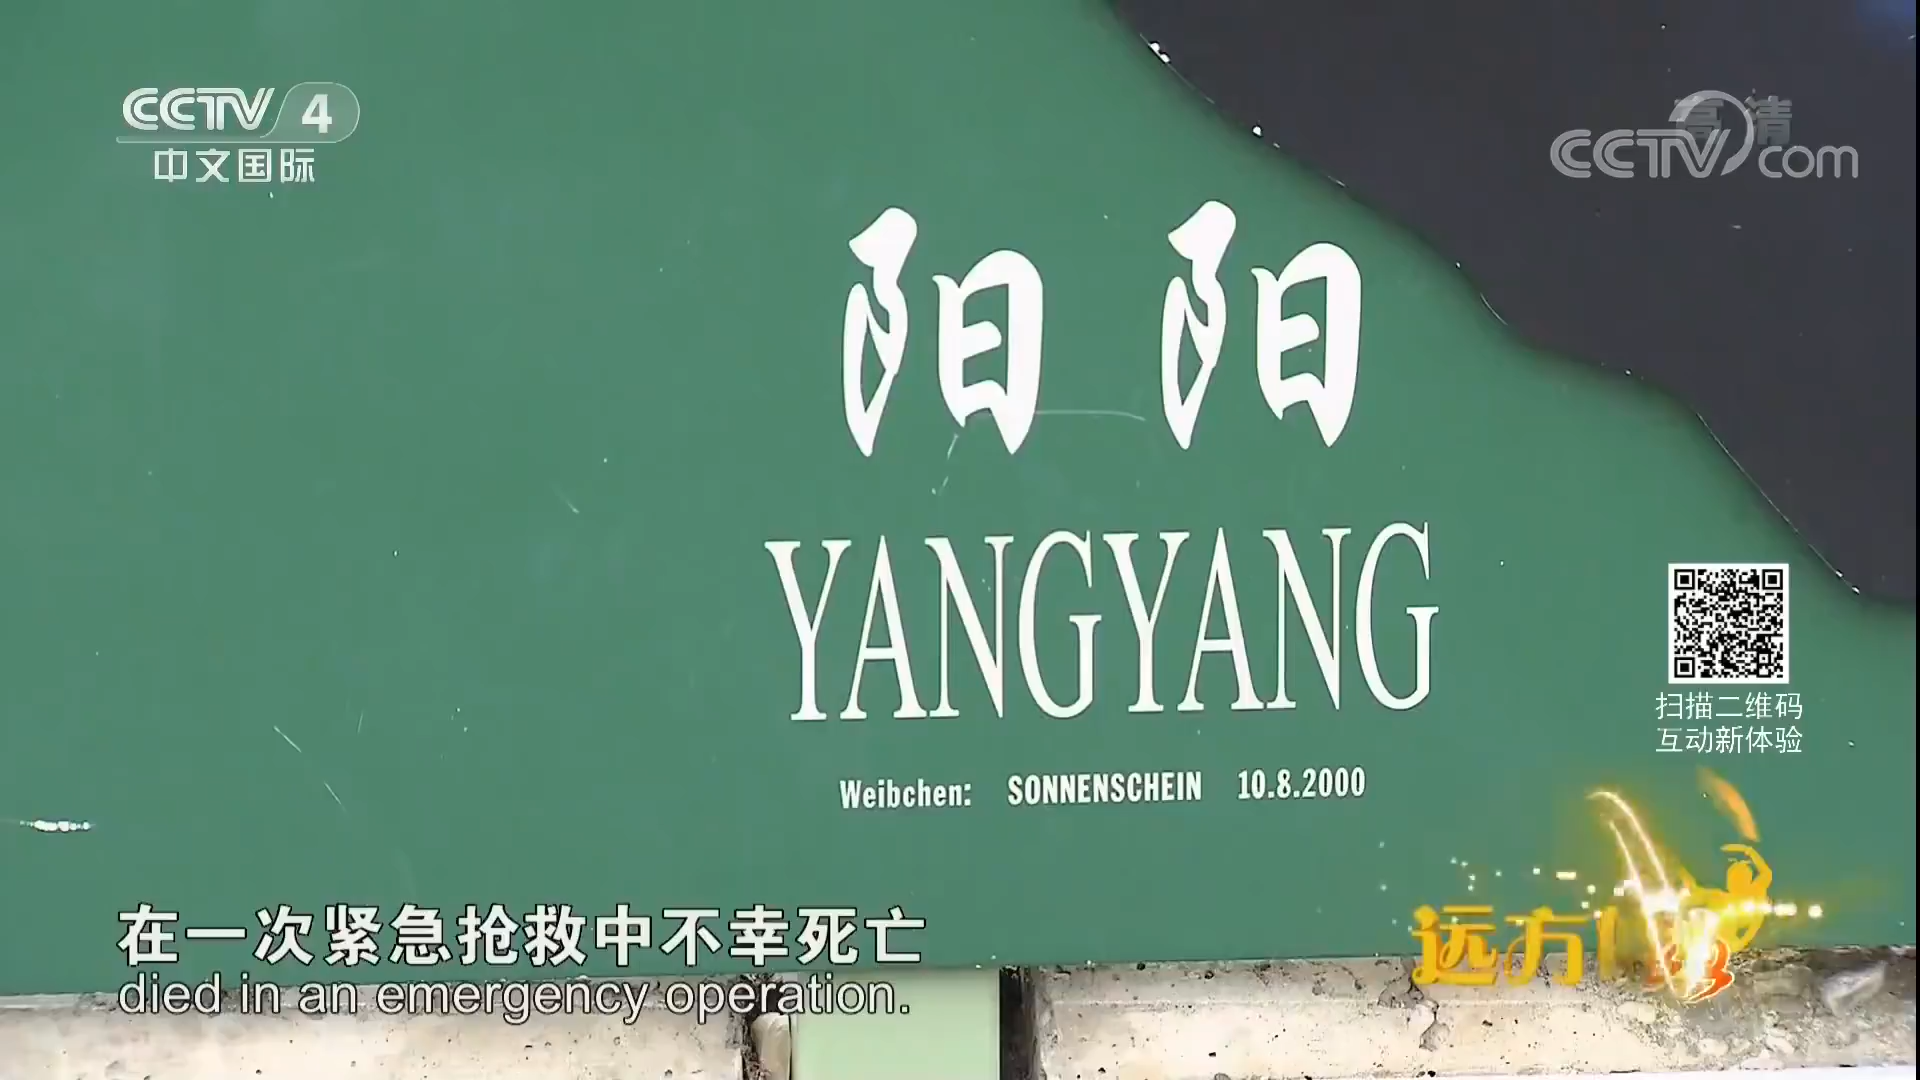 CCTV 4
中文国际
高清
CCTV.com
阳阳
YANGYANG
Weibchen: SONNENSCHEIN 10.8.2000
扫描二维码
互动新体验
远方
在一次紧急抢救中不幸死亡
died in an emergency operation.